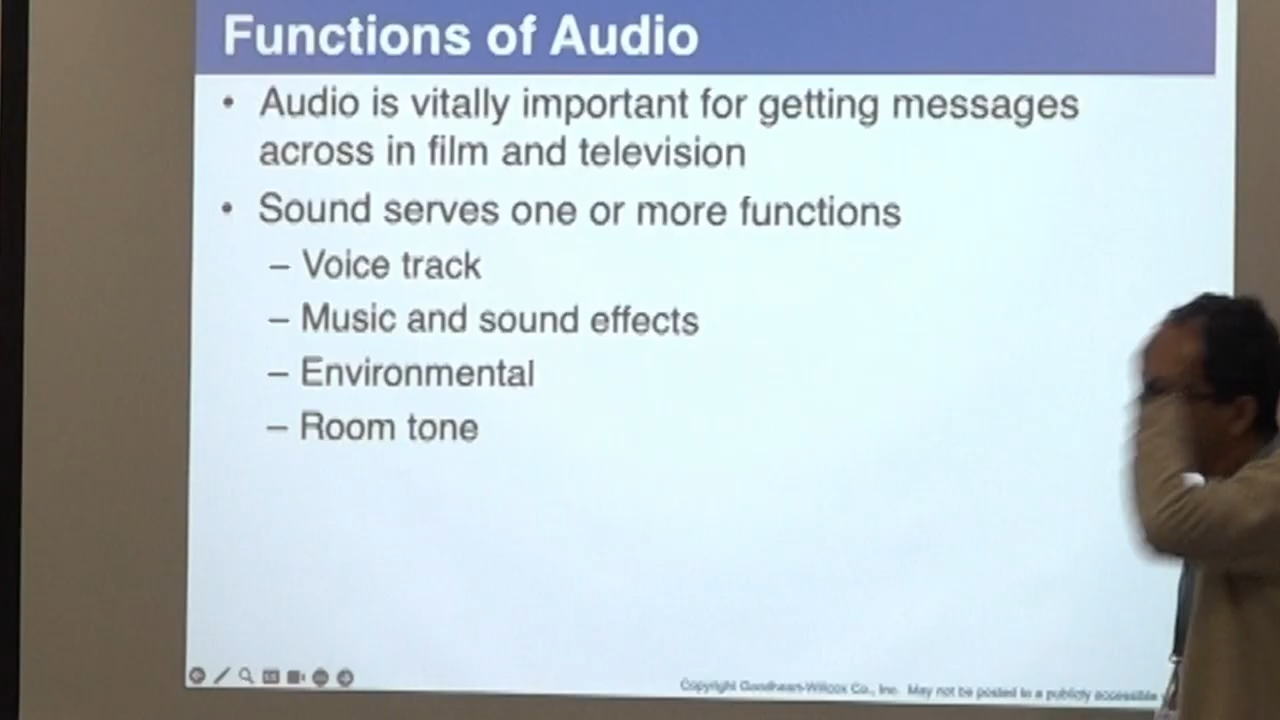 Functions of Audio
• Audio is vitally important for getting messages
across in film and television
• Sound serves one or more functions
– Voice track
– Music and sound effects
– Environmental
– Room tone
Copyright Goodheart-Willcox Co., Inc. May not be posted to a publicly accessible